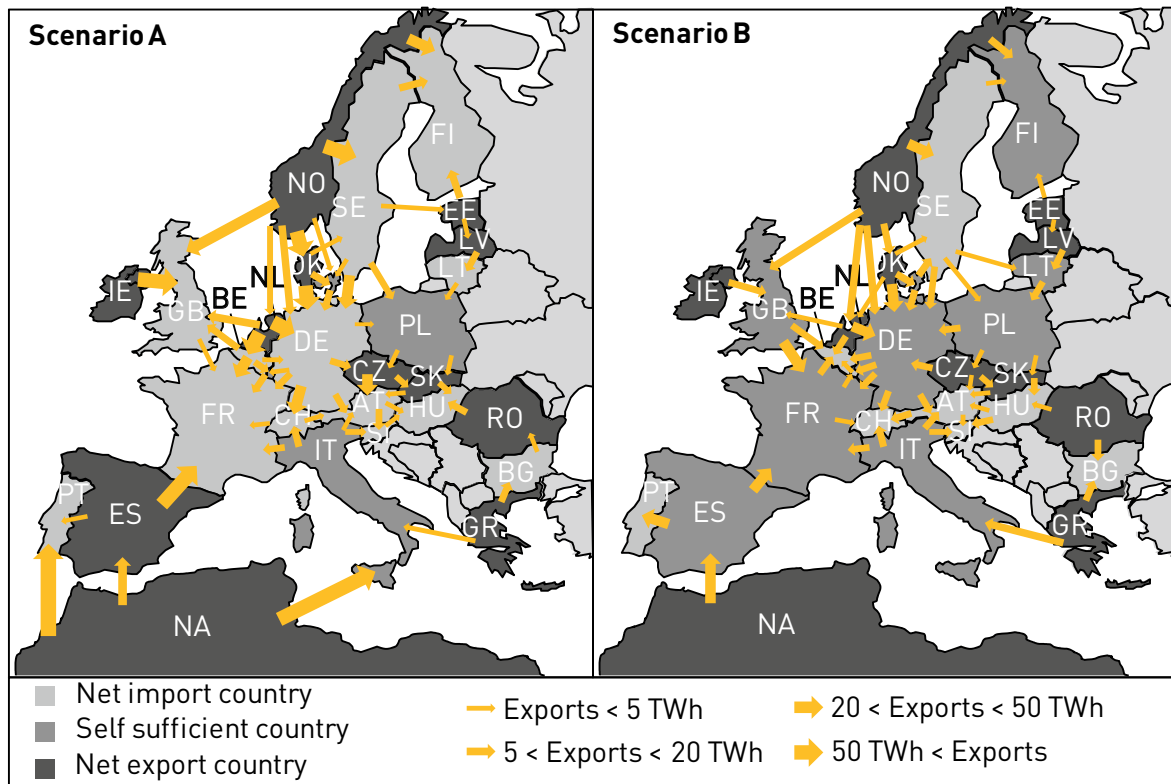 Scenario A
FI
NO
SE
EE
LV
LT
DK
NL
BE
IE
GB
DE
PL
CZ
SK
FR
CH
AT
HU
SI
RO
IT
BG
PT
ES
GR
NA
Scenario B
FI
NO
SE
EE
LV
LT
DK
NL
BE
IE
GB
DE
PL
CZ
SK
FR
CH
AT
HU
SI
RO
IT
BG
PT
ES
GR
NA
Net import country
Self sufficient country
Net export country
Exports < 5 TWh
5 < Exports < 20 TWh
20 < Exports < 50 TWh
50 TWh < Exports